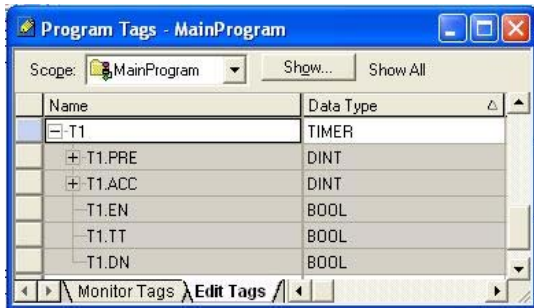 Program Tags - MainProgram
Scope: MainProgram Show... Show All
Name Data Type
T1 TIMER
T1.PRE DINT
T1.ACC DINT
T1.EN BOOL
T1.TT BOOL
T1.DN BOOL
Monitor Tags Edit Tags